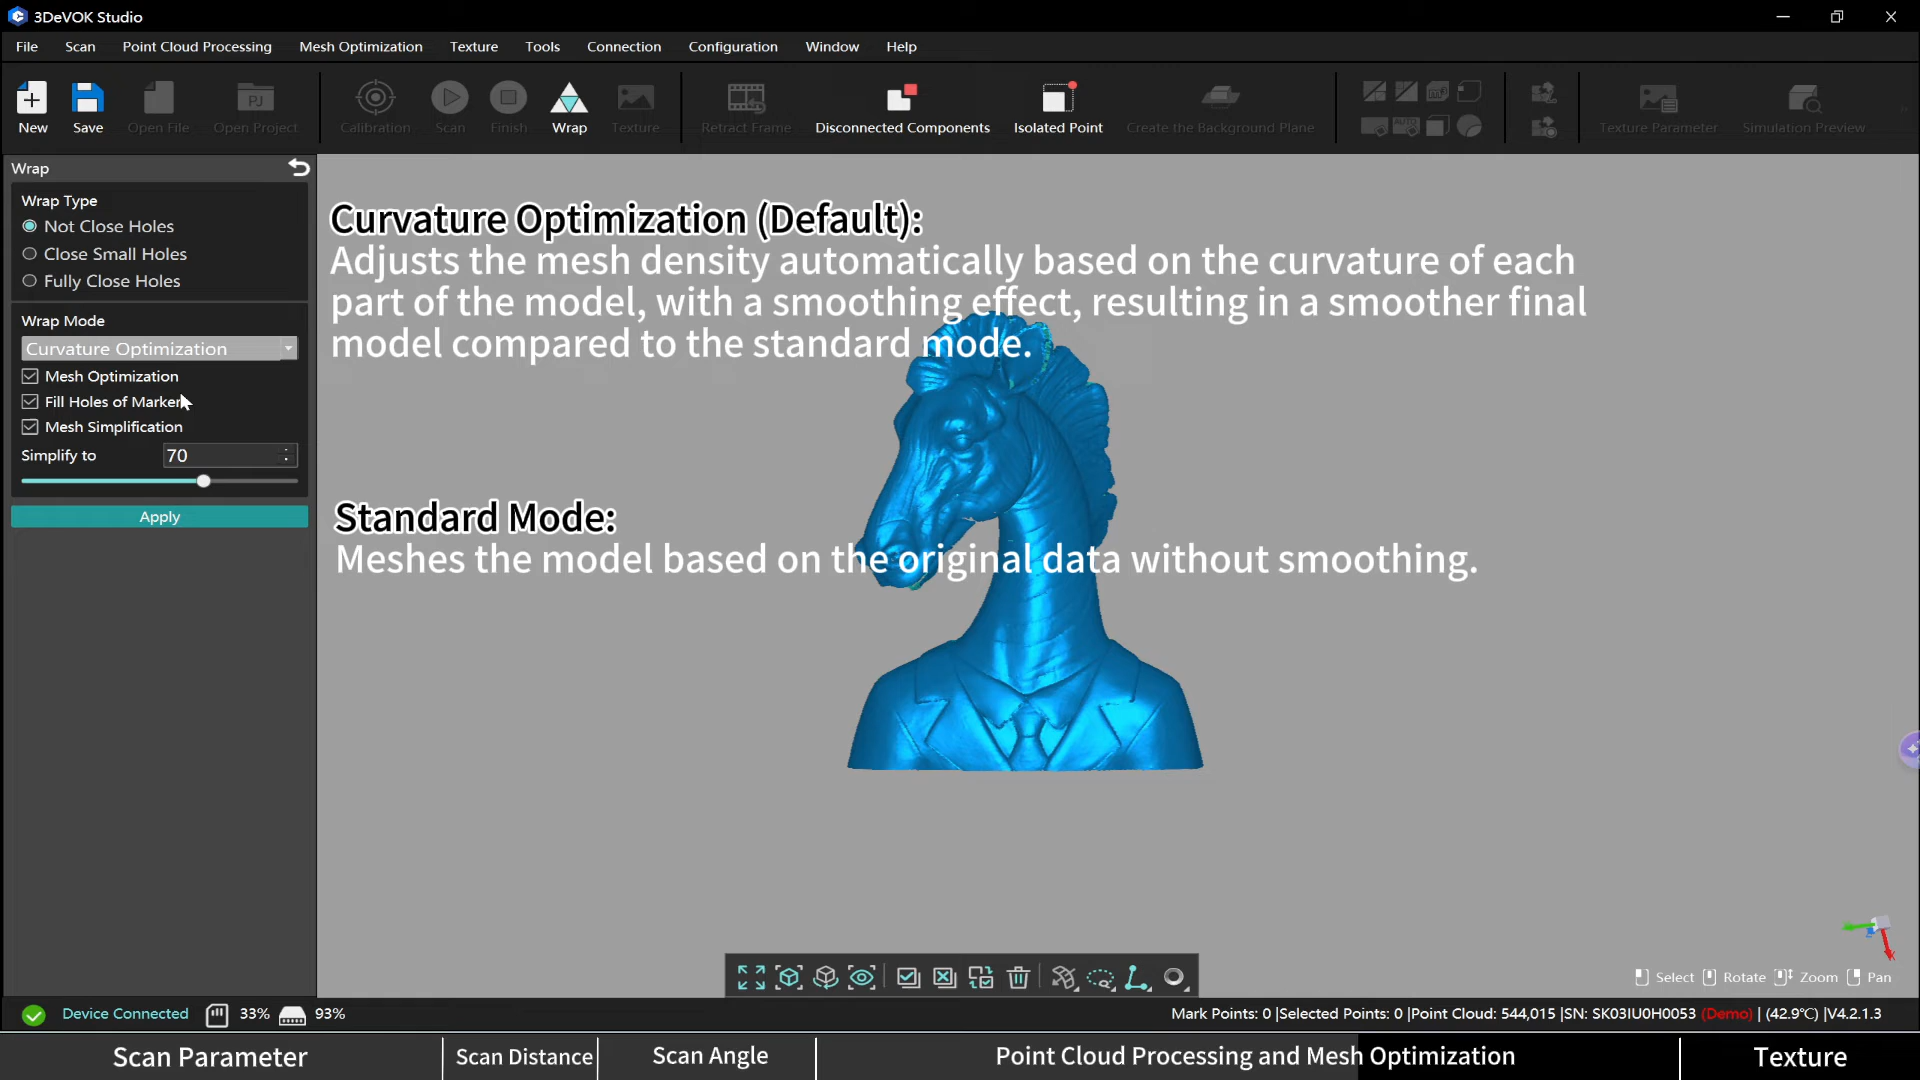 3DeVOK Studio
File Scan Point Cloud Processing Mesh Optimization Texture Tools Connection Configuration Window Help
New Save Open File Open Project Calibration Scan Finish Wrap Texture Retract Frame Disconnected Components Isolated Point Create the Background Plane Texture Parameter Simulation Preview
Wrap
Wrap Type
Not Close Holes
Close Small Holes
Fully Close Holes
Wrap Mode
Curvature Optimization
Mesh Optimization
Fill Holes of Marker
Mesh Simplification
Simplify to 70
Apply
Curvature Optimization (Default):
Adjusts the mesh density automatically based on the curvature of each
part of the model, with a smoothing effect, resulting in a smoother final
model compared to the standard mode.
Standard Mode:
Meshes the model based on the original data without smoothing.
Select Rotate Zoom Pan
Device Connected 33% 93% Mark Points: 0 |Selected Points: 0 |Point Cloud: 544,015 |SN: SK03IU0H0053 (Demo) | (42.9°C) |V4.2.1.3
Scan Parameter Scan Distance Scan Angle Point Cloud Processing and Mesh Optimization Texture